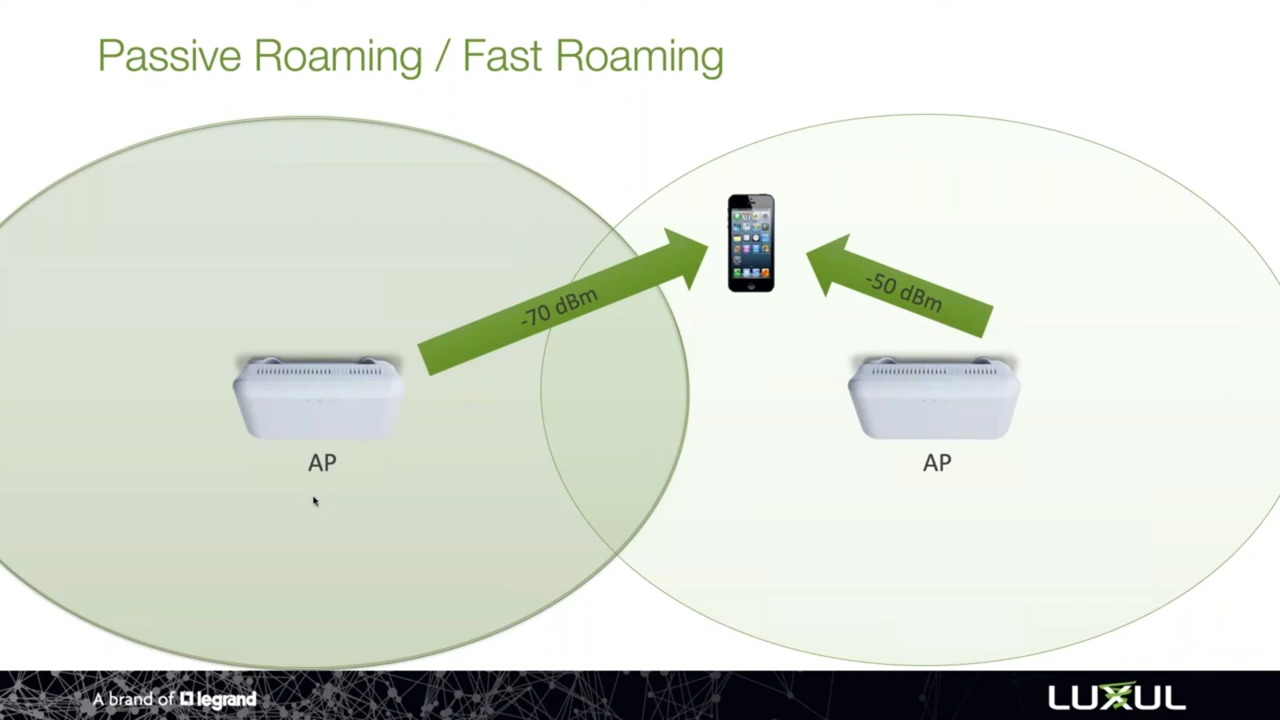 Passive Roaming / Fast Roaming
-70 dBm
-50 dBm
AP
AP
A brand of legrand
LUXUL